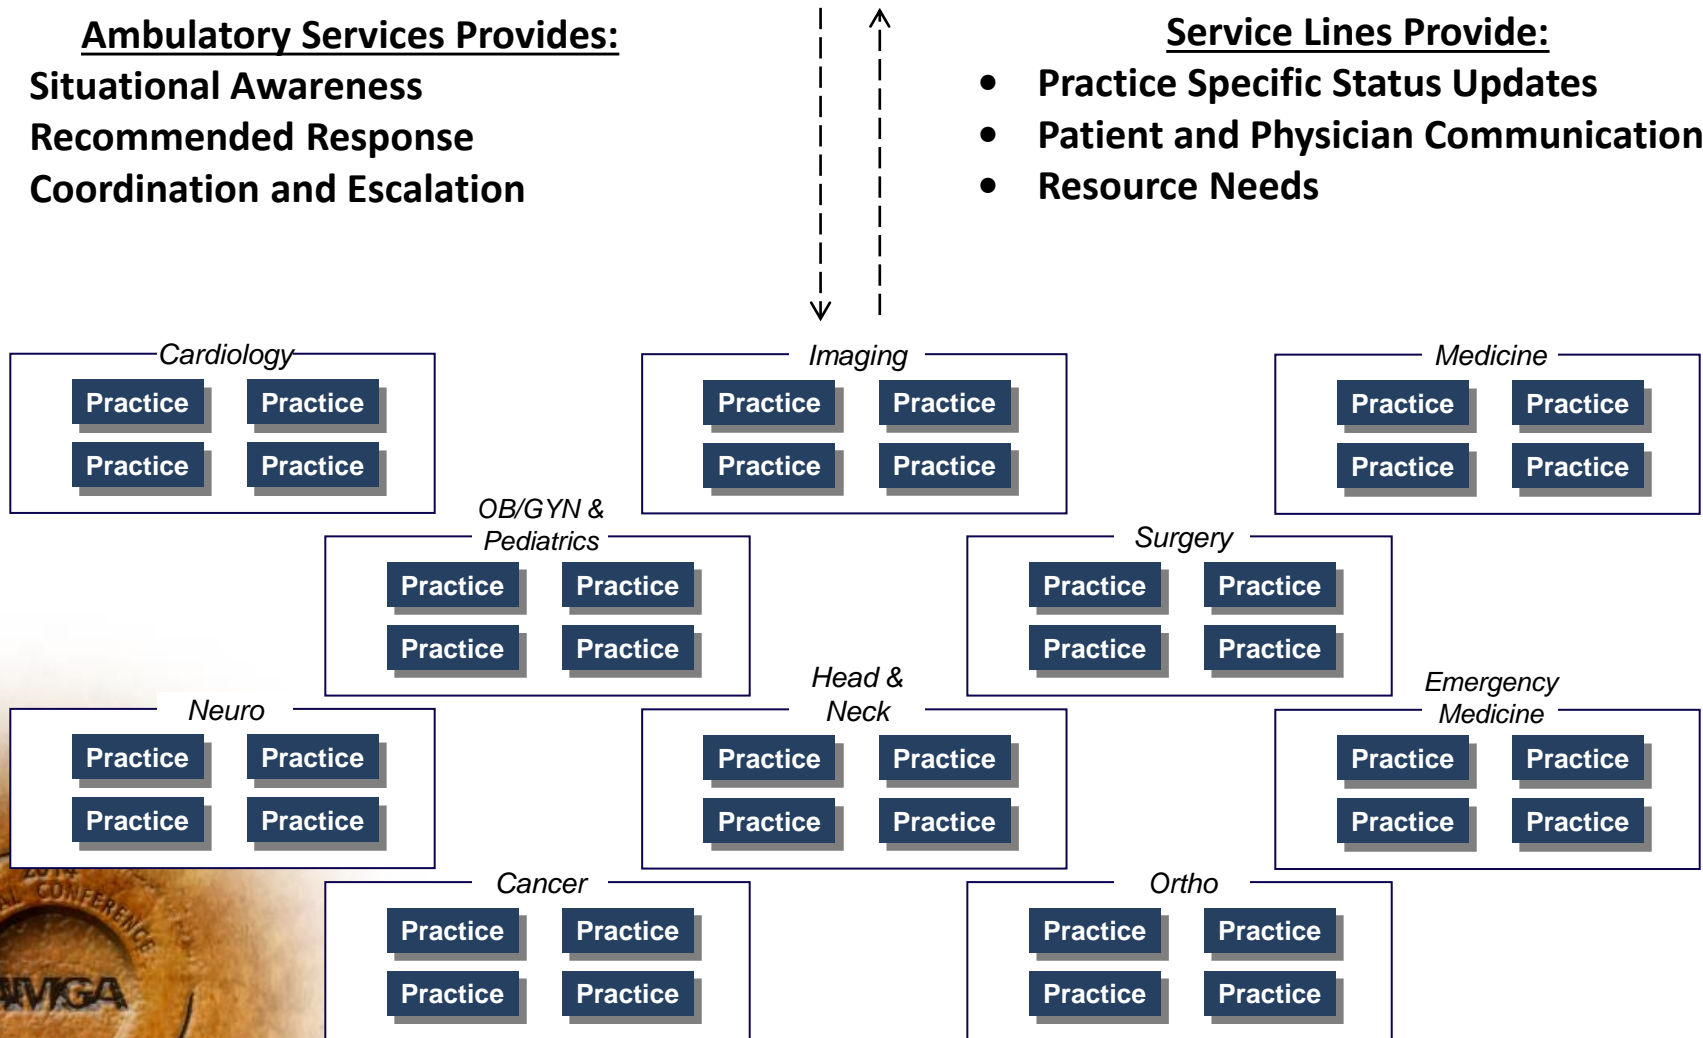 Ambulatory Services Provides:
Situational Awareness
Recommended Response
Coordination and Escalation
Service Lines Provide:
• Practice Specific Status Updates
• Patient and Physician Communication
• Resource Needs
Cardiology
Practice Practice
Practice Practice
Imaging
Practice Practice
Practice Practice
Medicine
Practice Practice
Practice Practice
OB/GYN &
Pediatrics
Practice Practice
Practice Practice
Surgery
Practice Practice
Practice Practice
Neuro
Practice Practice
Practice Practice
Head &
Neck
Practice Practice
Practice Practice
Emergency
Medicine
Practice Practice
Practice Practice
Cancer
Practice Practice
Practice Practice
Ortho
Practice Practice
Practice Practice
2014
CONFERENCE
AMGA